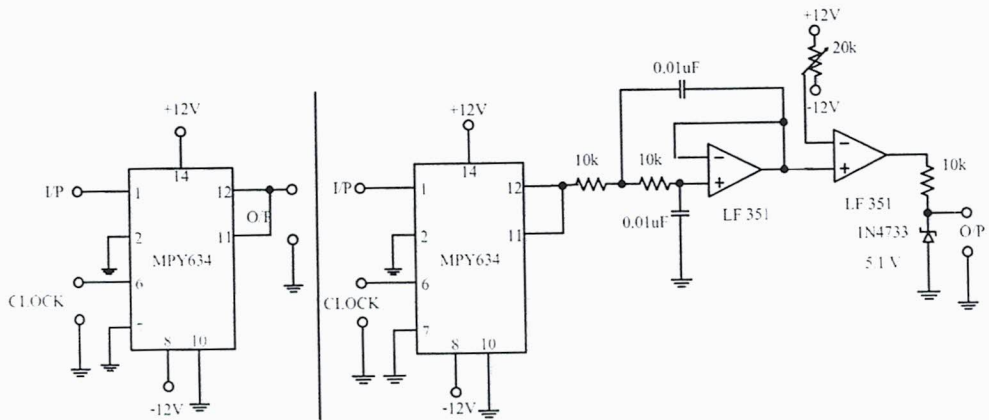 +12V
14
I/P
1
12
O/P
2
11
MPY634
CLOCK
6
7
8
10
-12V
+12V
14
I/P
1
12
2
11
MPY634
CLOCK
6
7
8
10
-12V
10k
10k
0.01uF
0.01uF
LF 351
+12V
20k
-12V
LF 351
10k
1N4733
5.1 V
O/P